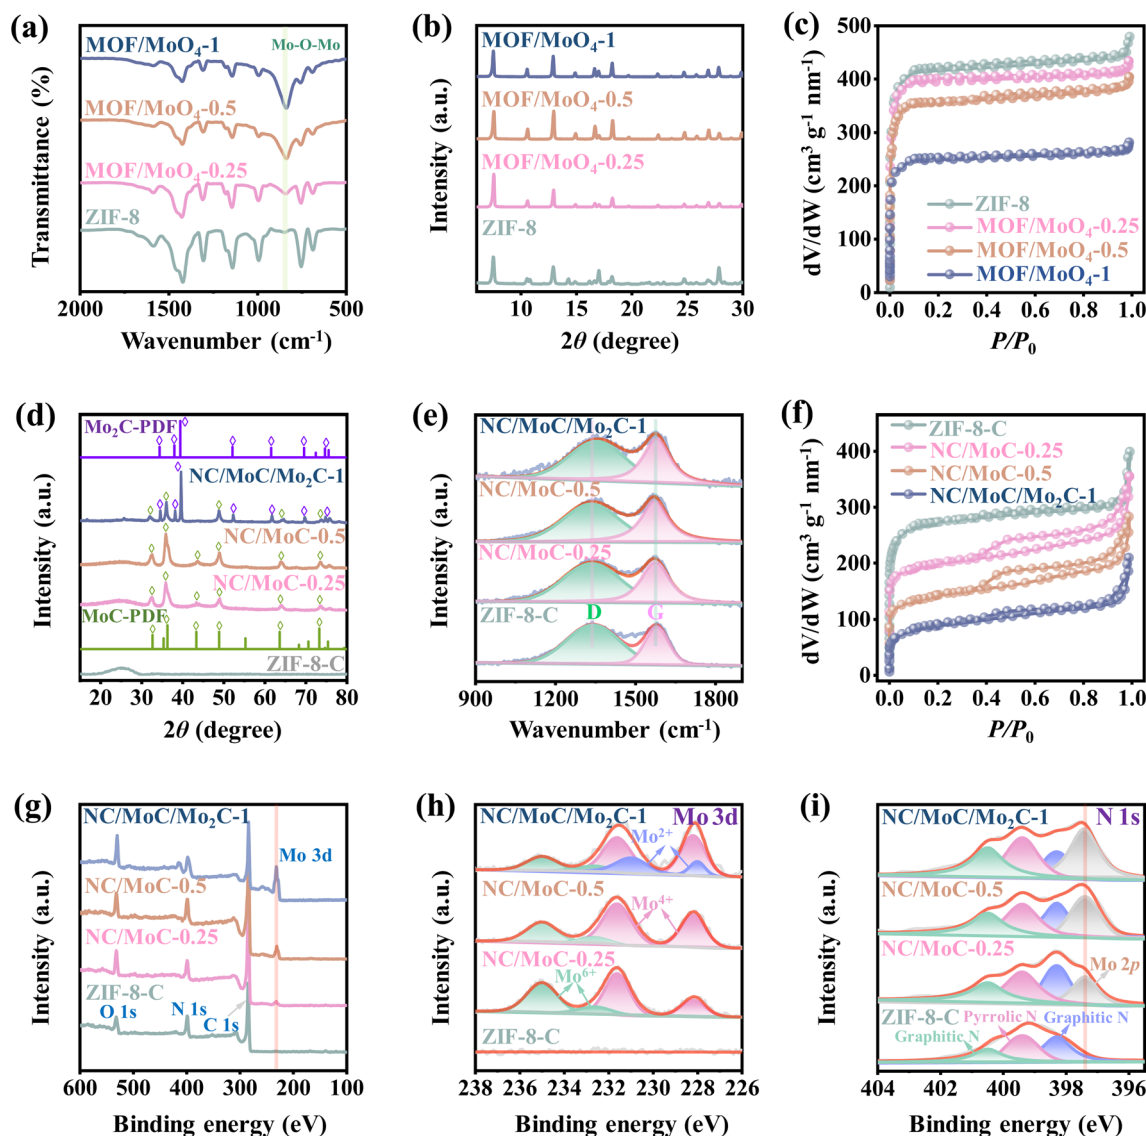 (a)
MOF/MoO₄-1
Mo-O-Mo
MOF/MoO₄-0.5
MOF/MoO₄-0.25
ZIF-8
Transmittance (%)
2000 1500 1000 500
Wavenumber (cm⁻¹)
(b)
MOF/MoO₄-1
MOF/MoO₄-0.5
MOF/MoO₄-0.25
ZIF-8
Intensity (a.u.)
10 15 20 25 30
2θ (degree)
(c)
500
400
300
200
100
0
dV/dW (cm³ g⁻¹ nm⁻¹)
ZIF-8
MOF/MoO₄-0.25
MOF/MoO₄-0.5
MOF/MoO₄-1
0.0 0.2 0.4 0.6 0.8 1.0
P/P₀
(d)
Mo₂C-PDF
NC/MoC/Mo₂C-1
NC/MoC-0.5
NC/MoC-0.25
MoC-PDF
ZIF-8-C
Intensity (a.u.)
20 30 40 50 60 70 80
2θ (degree)
(e)
NC/MoC/Mo₂C-1
NC/MoC-0.5
NC/MoC-0.25
ZIF-8-C
D G
Intensity (a.u.)
900 1200 1500 1800
Wavenumber (cm⁻¹)
(f)
ZIF-8-C
NC/MoC-0.25
NC/MoC-0.5
NC/MoC/Mo₂C-1
400
300
200
100
0
dV/dW (cm³ g⁻¹ nm⁻¹)
0.0 0.2 0.4 0.6 0.8 1.0
P/P₀
(g)
NC/MoC/Mo₂C-1
Mo 3d
NC/MoC-0.5
NC/MoC-0.25
ZIF-8-C
O 1s N 1s C 1s
Intensity (a.u.)
600 500 400 300 200 100
Binding energy (eV)
(h)
NC/MoC/Mo₂C-1 Mo 3d
Mo²⁺
NC/MoC-0.5
Mo⁴⁺
NC/MoC-0.25
Mo⁶⁺
ZIF-8-C
Intensity (a.u.)
238 236 234 232 230 228 226
Binding energy (eV)
(i)
NC/MoC/Mo₂C-1 N 1s
NC/MoC-0.5
NC/MoC-0.25
Mo 2p
ZIF-8-C Pyrrolic N Graphitic N
Graphitic N
Intensity (a.u.)
404 402 400 398 396
Binding energy (eV)